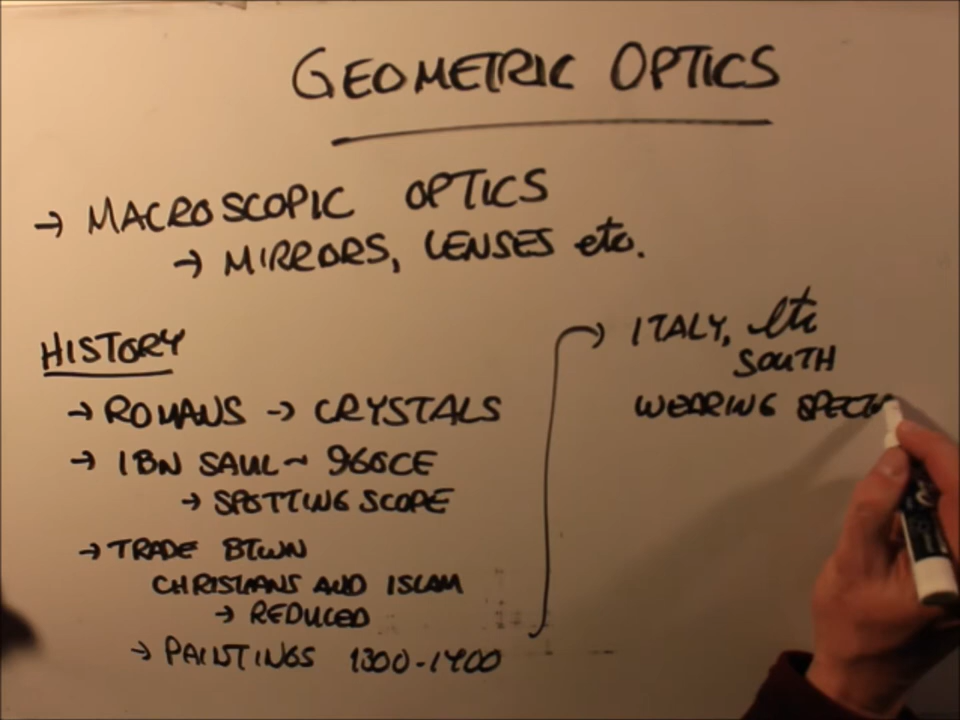 GEOMETRIC OPTICS
→ MACROSCOPIC OPTICS
→ MIRRORS, LENSES etc.
HISTORY
→ ROMANS → CRYSTALS
→ IBN SAUL ~ 960CE
→ SPOTTING SCOPE
→ TRADE BTWN
CHRISTIANS AND ISLAM
→ REDUCED
→ PAINTINGS 1300-1400
→ ITALY, etc
SOUTH
WEARING SPECT